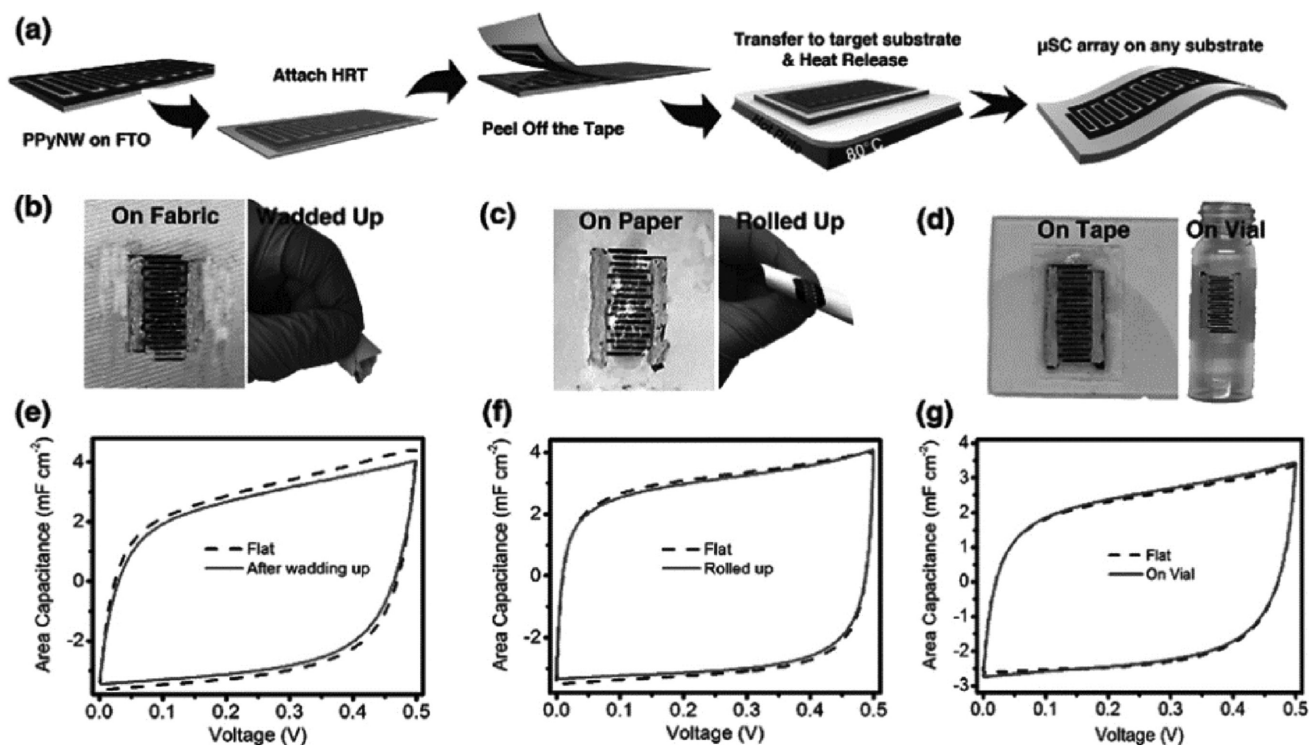 (a)
PPyNW on FTO
Attach HRT
Peel Off the Tape
Transfer to target substrate
& Heat Release
80°C
μSC array on any substrate
(b)
On Fabric
Wadded Up
(c)
On Paper
Rolled Up
(d)
On Tape
On Vial
(e)
Area Capacitance (mF cm-2)
4
2
0
-2
Flat
After wadding up
0.0 0.1 0.2 0.3 0.4 0.5
Voltage (V)
(f)
Area Capacitance (mF cm-2)
4
2
0
-2
Flat
Rolled up
0.0 0.1 0.2 0.3 0.4 0.5
Voltage (V)
(g)
Area Capacitance (mF cm-2)
4
3
2
1
0
-1
-2
-3
Flat
On Vial
0.0 0.1 0.2 0.3 0.4 0.5
Voltage (V)